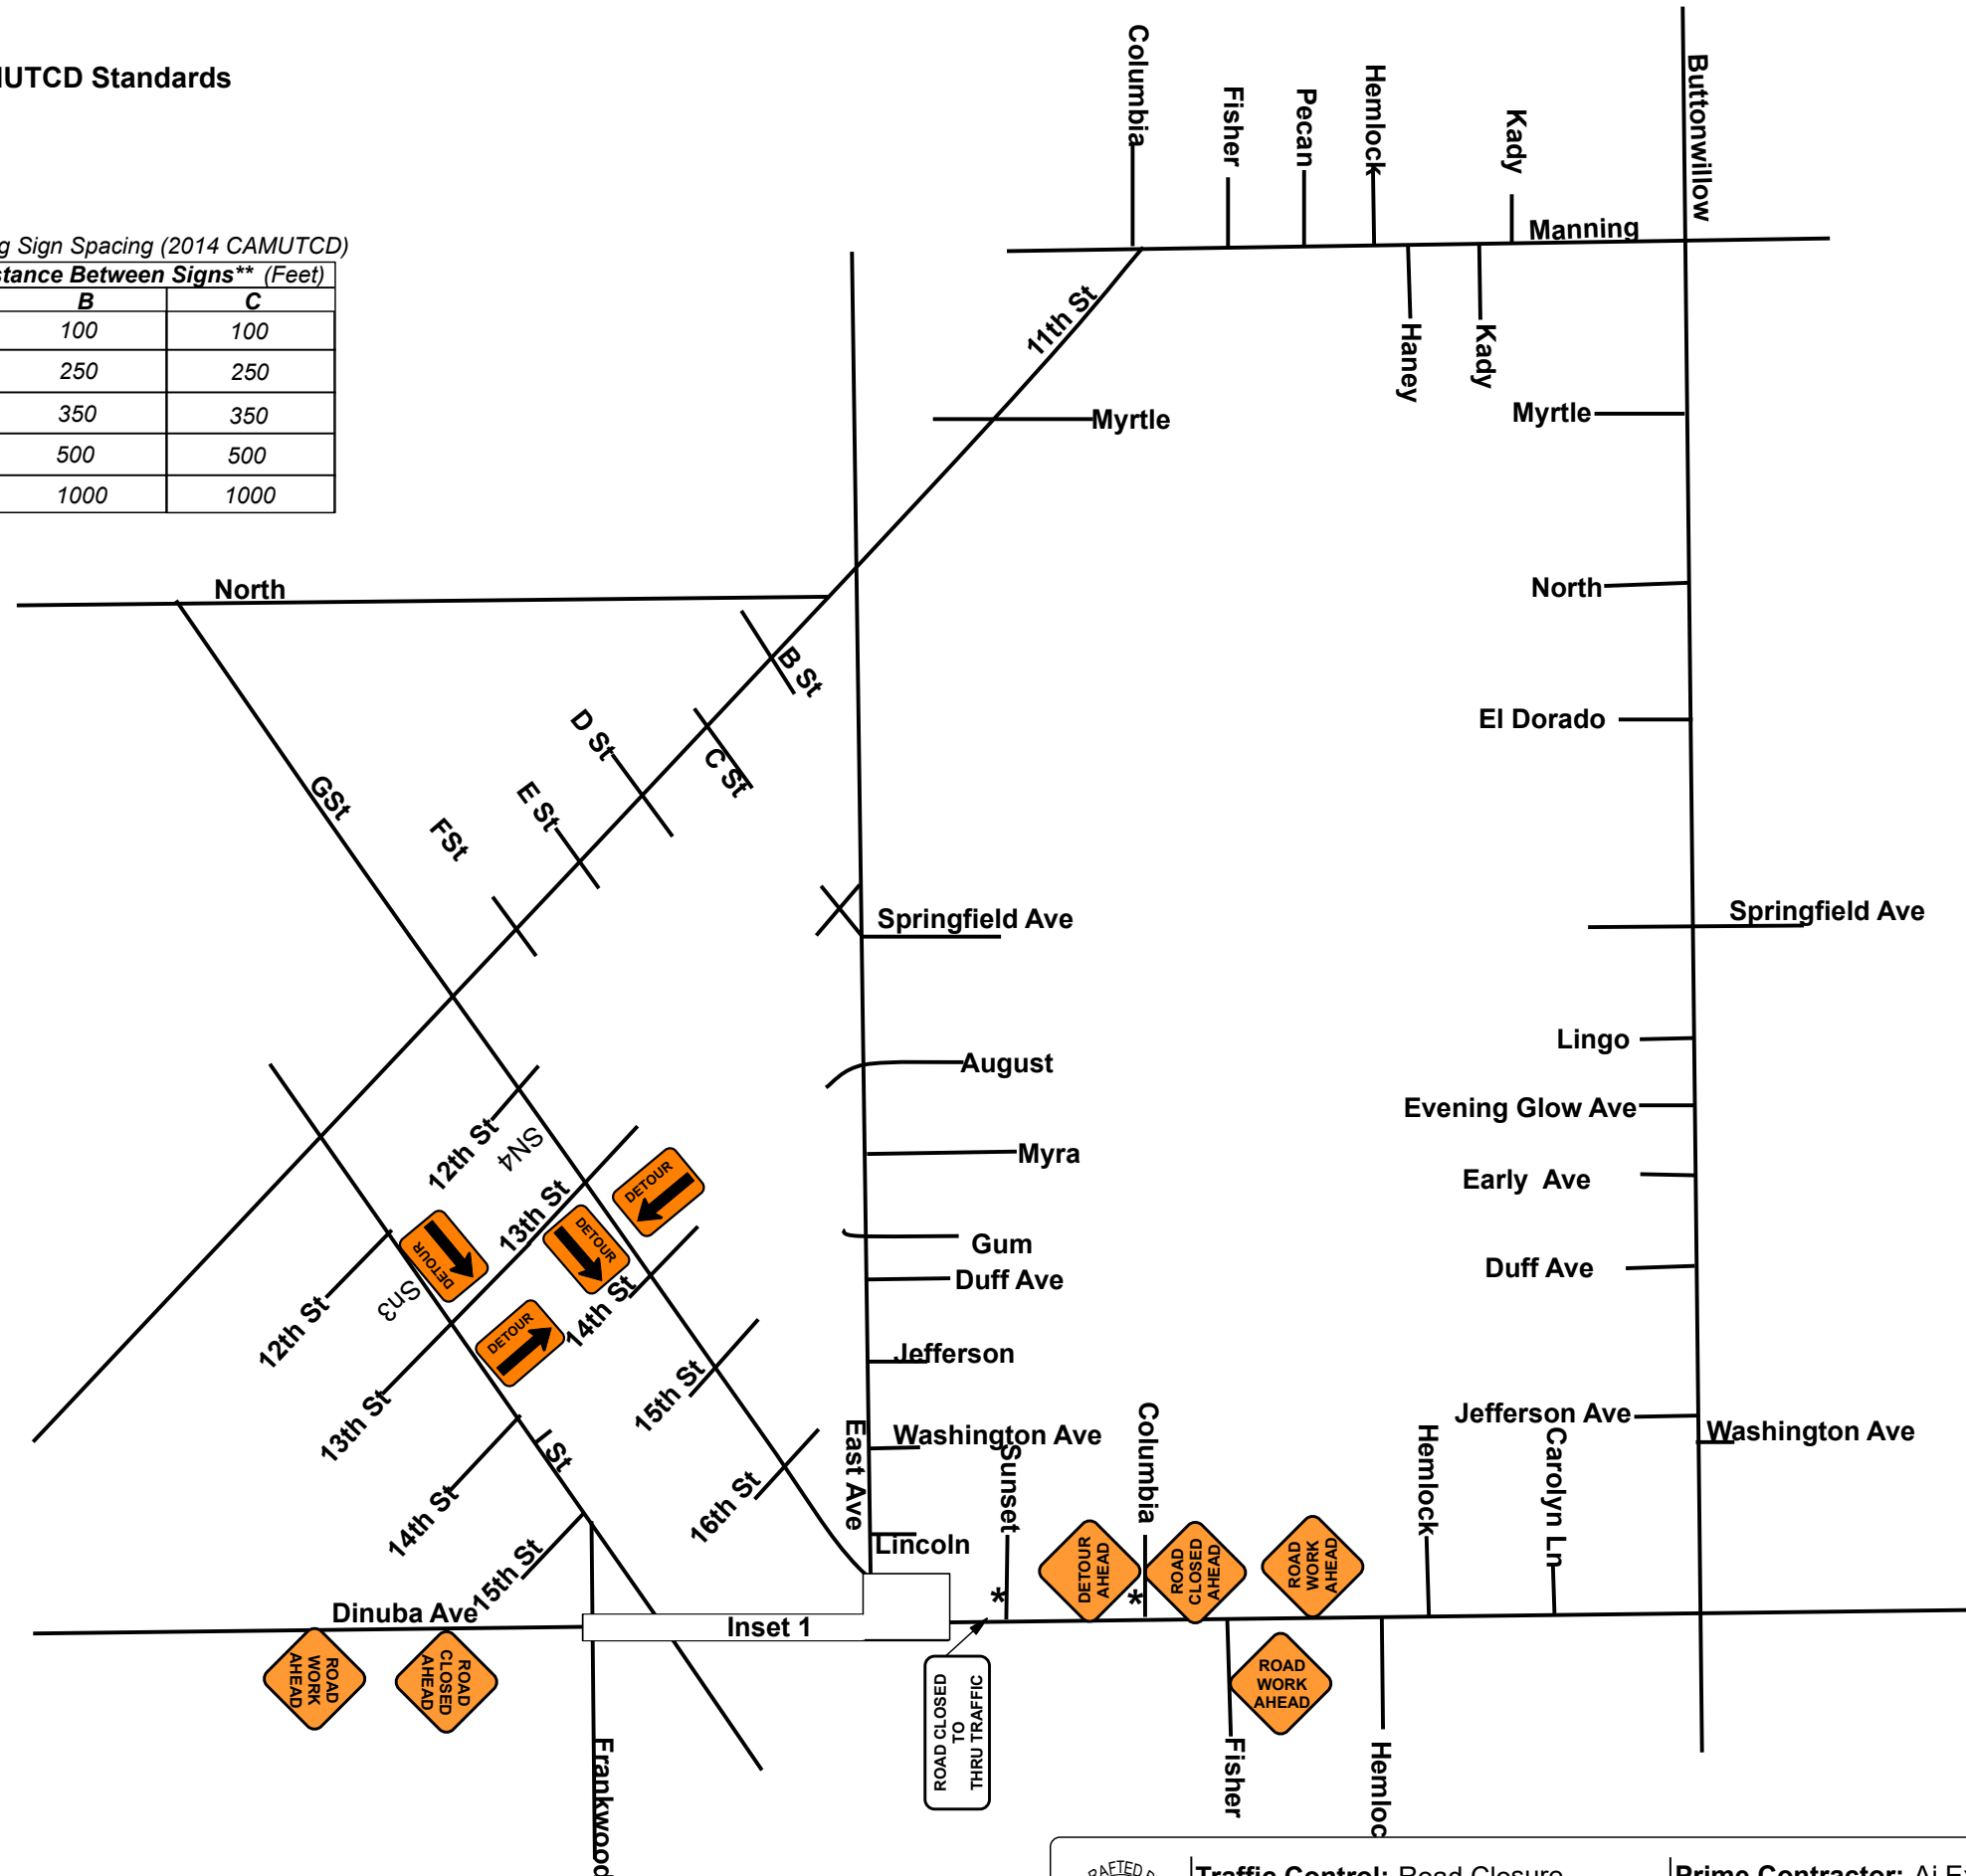 MUTCD Standards
g Sign Spacing (2014 CAMUTCD)
stance Between Signs** (Feet)
B C
100 100
250 250
350 350
500 500
1000 1000
Columbia
Fisher
Pecan
Hemlock
Kady
Buttonwillow
Manning
11th St
Haney
Kady
Myrtle
Myrtle
North
North
B St
El Dorado
D St
C St
E St
GSt
FSt
Springfield Ave
Springfield Ave
Lingo
August
Evening Glow Ave
12th St
SN4
Myra
Early Ave
13th St
DETOUR
DETOUR
DETOUR
Sn3
Gum
Duff Ave
Duff Ave
12th St
DETOUR
14th St
Jefferson
13th St
15th St
Jefferson Ave
Washington Ave
I St
East Ave
Washington Ave
Sunset
Columbia
Hemlock
Carolyn Ln
14th St
16th St
Lincoln
15th St
DETOUR
AHEAD
ROAD
CLOSED
AHEAD
ROAD
WORK
AHEAD
*
*
Dinuba Ave
Inset 1
ROAD
WORK
AHEAD
ROAD
CLOSED
AHEAD
ROAD CLOSED
TO
THRU TRAFFIC
ROAD
WORK
AHEAD
Frankwood
Fisher
Hemloc
RAFTED
Traffic Control: Road Closure
Prime Contractor: Aj Ex